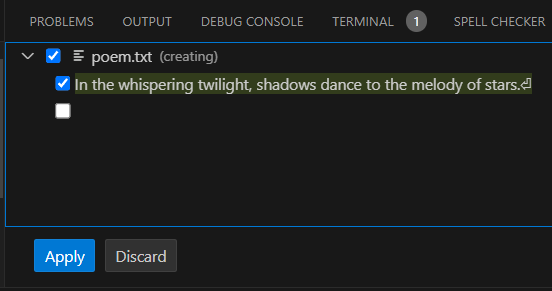 PROBLEMS OUTPUT DEBUG CONSOLE TERMINAL 1 SPELL CHECKER
poem.txt (creating)
In the whispering twilight, shadows dance to the melody of stars.⏎
Apply Discard